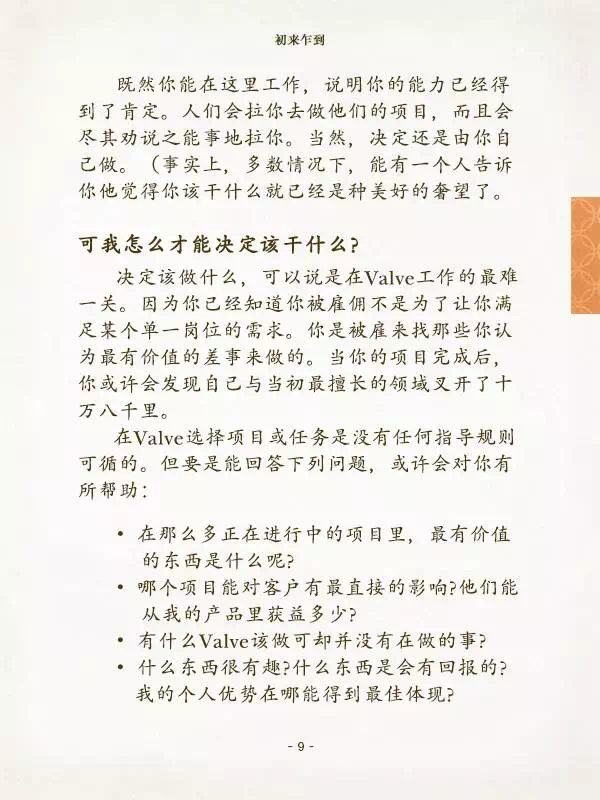 初来乍到
既然你能在这里工作，说明你的能力已经得
到了肯定。人们会拉你去做他们的项目，而且会
尽其劝说之能事地拉你。当然，决定还是由你自
己做。（事实上，多数情况下，能有一个人告诉
你他觉得你该干什么就已经是种美好的奢望了。
可我怎么才能决定该干什么?
决定该做什么，可以说是在Valve工作的最难
一关。因为你已经知道你被雇佣不是为了让你满
足某个单一岗位的需求。你是被雇来找那些你认
为最有价值的差事来做的。当你的项目完成后，
你或许会发现自己与当初最擅长的领域叉开了十
万八千里。
在Valve选择项目或任务是没有任何指导规则
可循的。但要是能回答下列问题，或许会对你有
所帮助：
• 在那么多正在进行中的项目里，最有价值
的东西是什么呢?
• 哪个项目能对客户有最直接的影响?他们能
从我的产品里获益多少?
• 有什么Valve该做可却并没有在做的事?
• 什么东西很有趣?什么东西是会有回报的?
我的个人优势在哪能得到最佳体现?
- 9 -